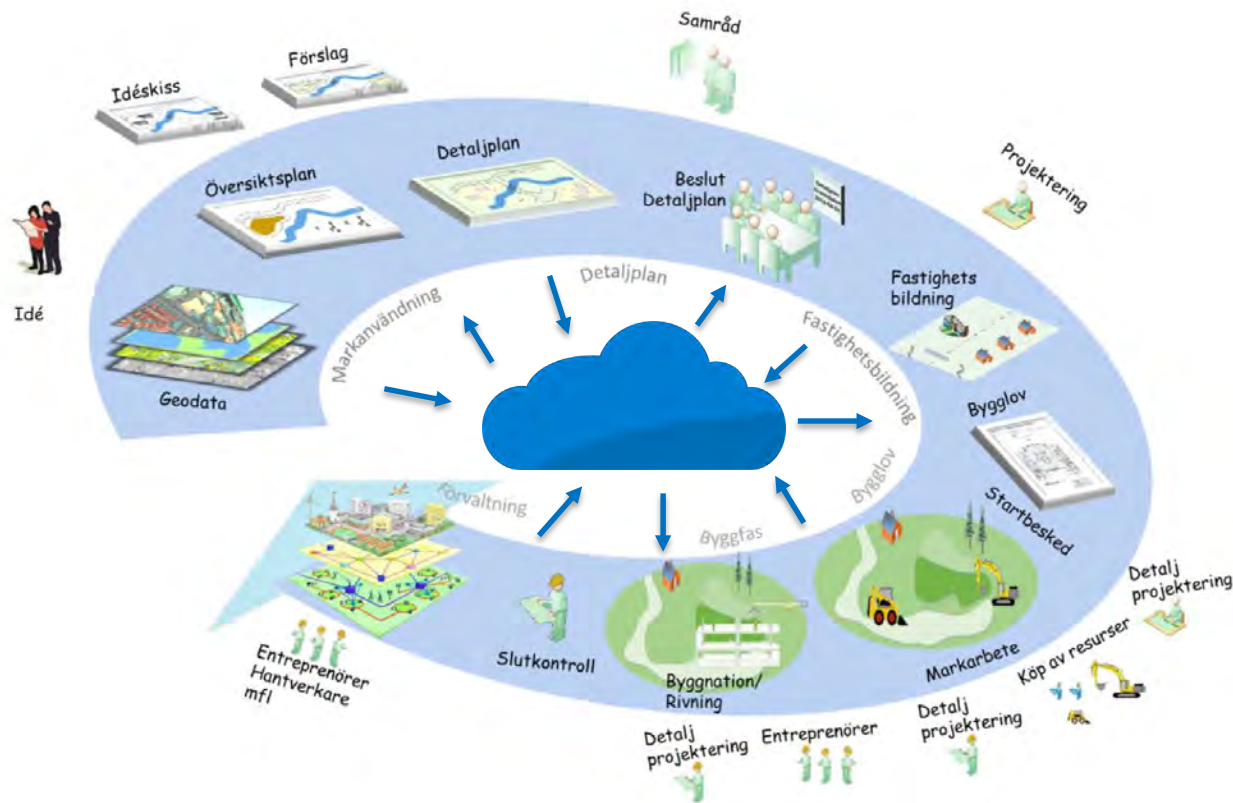 Samråd
Förslag
Idéskiss
Projektering
Detaljplan
Översiktsplan
Beslut
Detaljplan
Detaljplan
Fastighets
bildning
Idé
Markanvändning
Fastighetsbildning
Geodata
Bygglov
Bygglov
Förvaltning
Startbesked
Byggfas
Detalj
projektering
Entreprenörer
Hantverkare
mfl
Slutkontroll
Byggnation/
Rivning
Markarbete
Köp av resurser
Detalj
projektering
Entreprenörer
Detalj
projektering